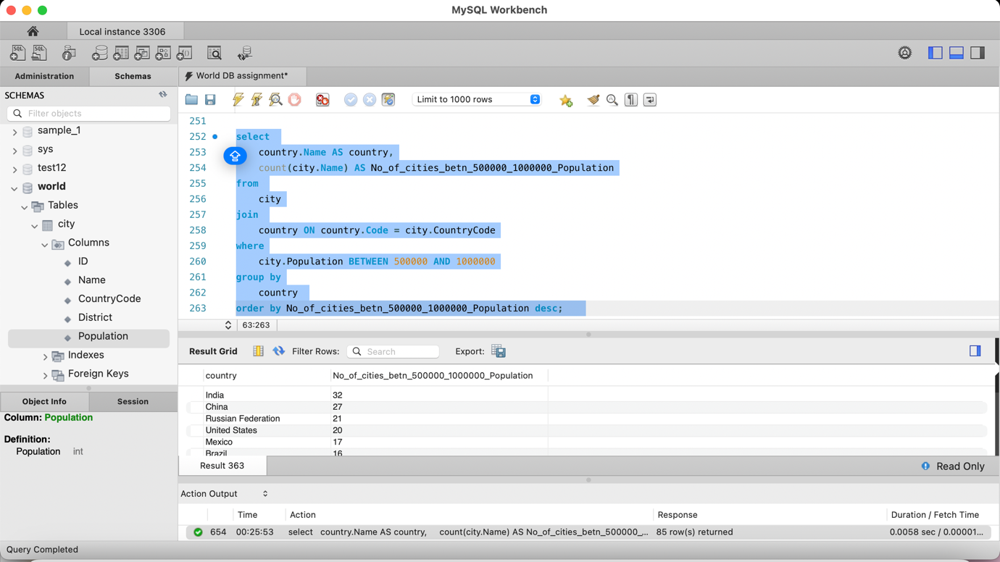 MySQL Workbench
Local instance 3306
Administration
Schemas
World DB assignment*
SCHEMAS
Filter objects
sample_1
sys
test12
world
Tables
city
Columns
ID
Name
CountryCode
District
Population
Indexes
Foreign Keys
Object Info
Session
Column: Population
Definition:
Population int
Query Completed
Limit to 1000 rows
251
252 select
253 country.Name AS country,
254 count(city.Name) AS No_of_cities_betn_500000_1000000_Population
255 from
256 city
257 join
258 country ON country.Code = city.CountryCode
259 where
260 city.Population BETWEEN 500000 AND 1000000
261 group by
262 country
263 order by No_of_cities_betn_500000_1000000_Population desc;
63:263
Result Grid
Filter Rows:
Search
Export:
country No_of_cities_betn_500000_1000000_Population
India 32
China 27
Russian Federation 21
United States 20
Mexico 17
Brazil 16
Result 363
Read Only
Action Output
Time Action Response Duration / Fetch Time
654 00:25:53 select country.Name AS country, count(city.Name) AS No_of_cities_betn_500000_... 85 row(s) returned 0.0058 sec / 0.00001...